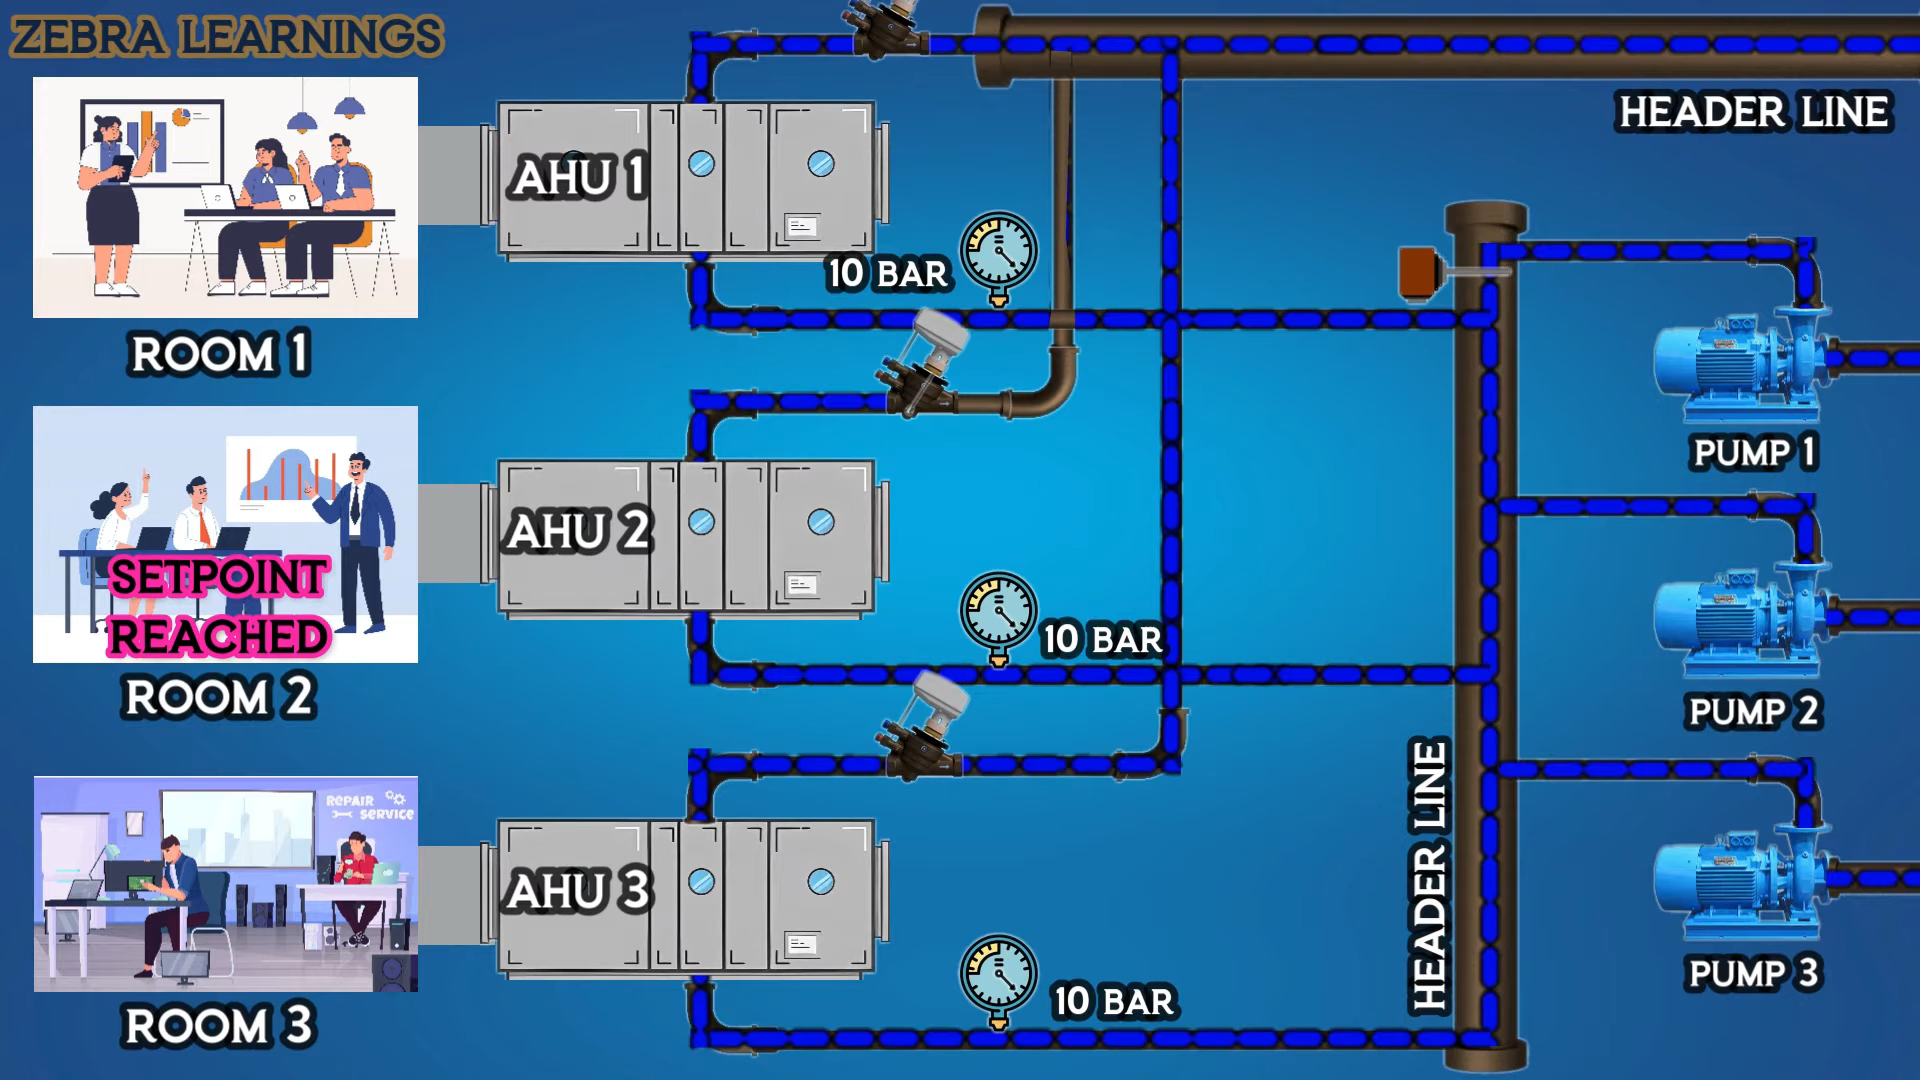 ZEBRA LEARNINGS
HEADER LINE
AHU 1
10 BAR
ROOM 1
PUMP 1
AHU 2
SETPOINT
REACHED
10 BAR
ROOM 2
PUMP 2
HEADER LINE
REPAIR
SERVICE
AHU 3
10 BAR
PUMP 3
ROOM 3